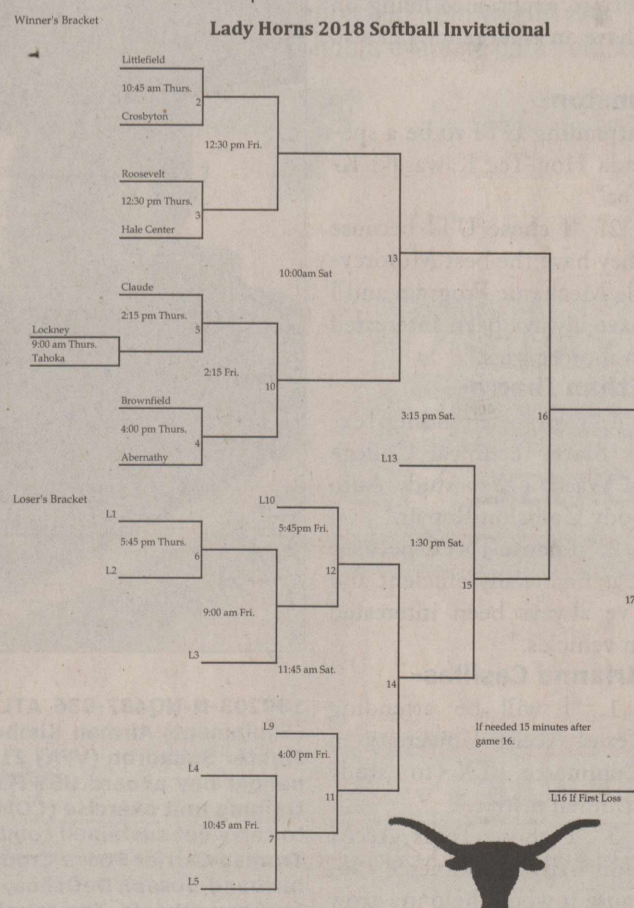 Winner's Bracket
Lady Horns 2018 Softball Invitational
Littlefield
10:45 am Thurs.
2
Crosbyton
12:30 pm Fri.
Roosevelt
12:30 pm Thurs.
3
Hale Center
13
10:00am Sat
Claude
2:15 pm Thurs.
5
Lockney
9:00 am Thurs.
Tahoka
2:15 Fri.
10
Brownfield
4:00 pm Thurs.
4
Abernathy
3:15 pm Sat.
16
L13
Loser's Bracket
L1
L10
5:45 pm Thurs.
6
5:45pm Fri.
1:30 pm Sat.
L2
12
15
17
9:00 am Fri.
L3
11:45 am Sat.
14
L9
If needed 15 minutes after
game 16.
4:00 pm Fri.
L4
11
L16 If First Loss
10:45 am Fri.
7
L5